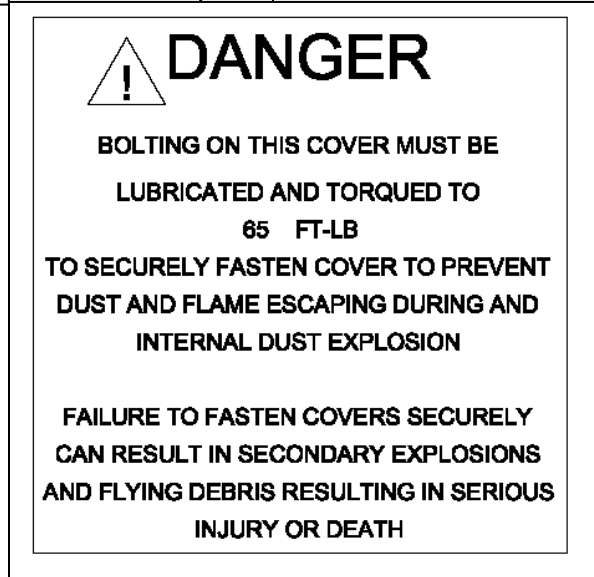 ! DANGER
BOLTING ON THIS COVER MUST BE
LUBRICATED AND TORQUED TO
65 FT-LB
TO SECURELY FASTEN COVER TO PREVENT
DUST AND FLAME ESCAPING DURING AND
INTERNAL DUST EXPLOSION
FAILURE TO FASTEN COVERS SECURELY
CAN RESULT IN SECONDARY EXPLOSIONS
AND FLYING DEBRIS RESULTING IN SERIOUS
INJURY OR DEATH